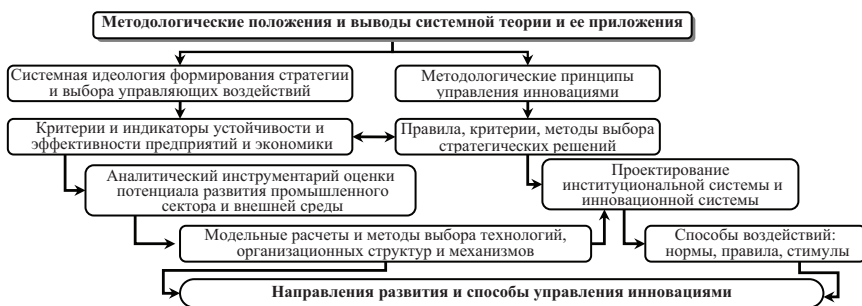 Методологические положения и выводы системной теории и ее приложения
Системная идеология формирования стратегии
и выбора управляющих воздействий
Методологические принципы
управления инновациями
Критерии и индикаторы устойчивости и
эффективности предприятий и экономики
Правила, критерии, методы выбора
стратегических решений
Аналитический инструментарий оценки
потенциала развития промышленного
сектора и внешней среды
Проектирование
институциональной системы и
инновационной системы
Модельные расчеты и методы выбора технологий,
организационных структур и механизмов
Способы воздействий:
нормы, правила, стимулы
Направления развития и способы управления инновациями